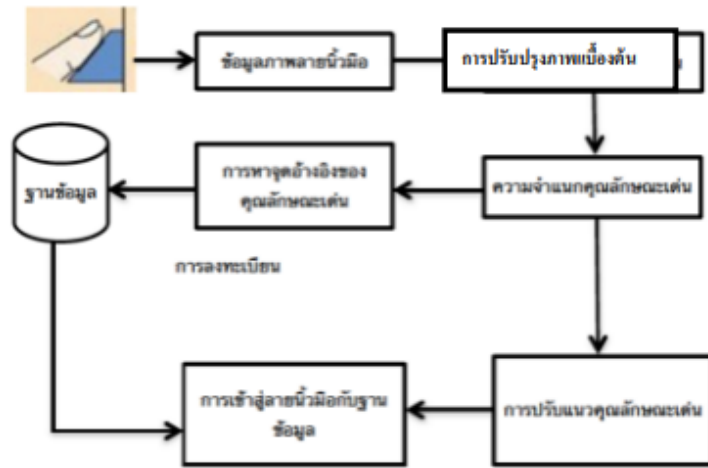 ข้อมูลภาพลายนิ้วมือ
การปรับปรุงภาพเบื้องต้น
ฐานข้อมูล
การหาจุดอ้างอิงของ
คุณลักษณะเด่น
ความจำแนกคุณลักษณะเด่น
การลงทะเบียน
การเข้าสู่ลายนิ้วมือกับฐาน
ข้อมูล
การปรับแนวคุณลักษณะเด่น